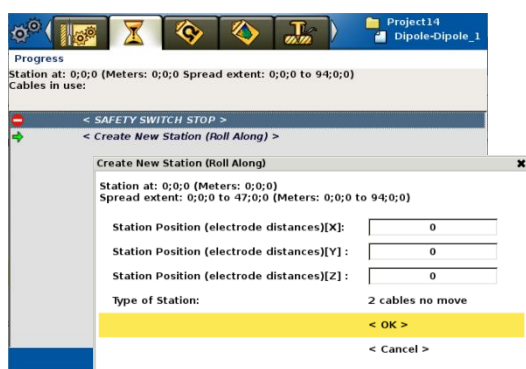 Project14
Dipole-Dipole_1
Progress
Station at: 0;0;0 (Meters: 0;0;0 Spread extent: 0;0;0 to 94;0;0)
Cables in use:
< SAFETY SWITCH STOP >
< Create New Station (Roll Along) >
Create New Station (Roll Along)
Station at: 0;0;0 (Meters: 0;0;0)
Spread extent: 0;0;0 to 47;0;0 (Meters: 0;0;0 to 94;0;0)
Station Position (electrode distances)[X]: 0
Station Position (electrode distances)[Y] : 0
Station Position (electrode distances)[Z] : 0
Type of Station: 2 cables no move
< OK >
< Cancel >